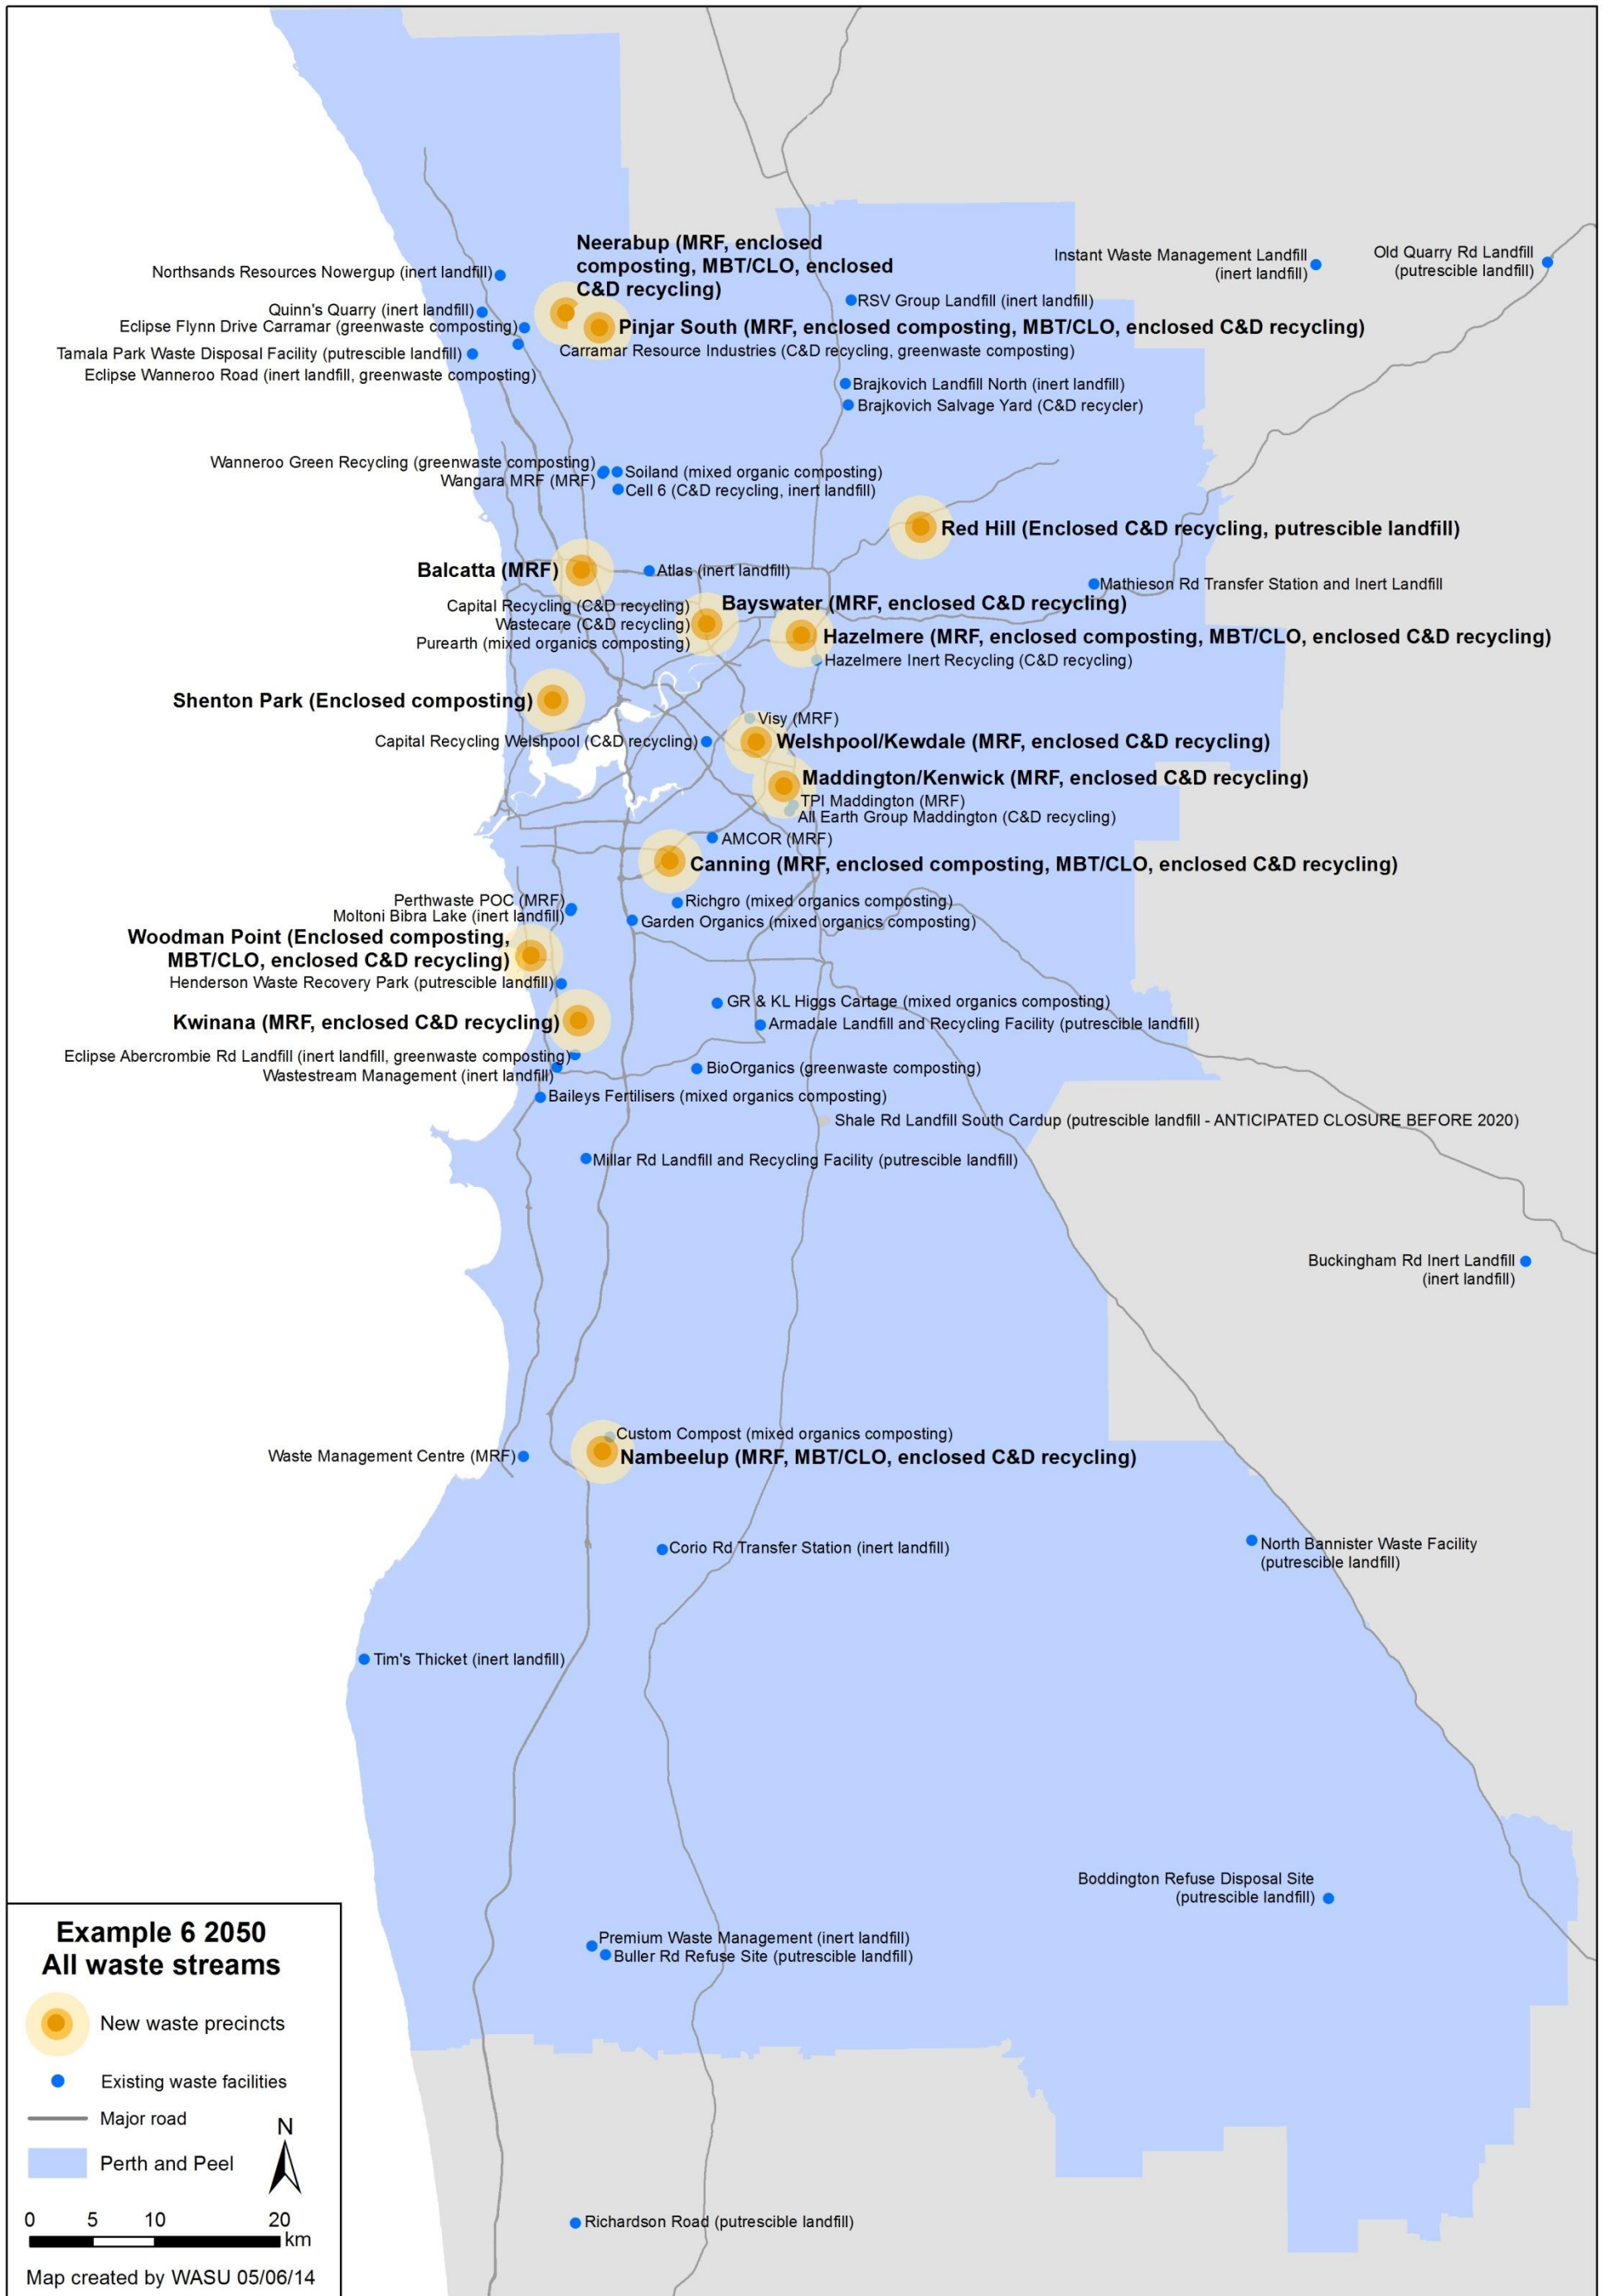 Neerabup (MRF, enclosed
composting, MBT/CLO, enclosed
C&D recycling)
Northsands Resources Nowergup (inert landfill)
Instant Waste Management Landfill
(inert landfill)
Old Quarry Rd Landfill
(putrescible landfill)
RSV Group Landfill (inert landfill)
Quinn's Quarry (inert landfill)
Eclipse Flynn Drive Carramar (greenwaste composting)
Pinjar South (MRF, enclosed composting, MBT/CLO, enclosed C&D recycling)
Tamala Park Waste Disposal Facility (putrescible landfill)
Carramar Resource Industries (C&D recycling, greenwaste composting)
Eclipse Wanneroo Road (inert landfill, greenwaste composting)
Brajkovich Landfill North (inert landfill)
Brajkovich Salvage Yard (C&D recycler)
Wanneroo Green Recycling (greenwaste composting)
Soiland (mixed organic composting)
Wangara MRF (MRF)
Cell 6 (C&D recycling, inert landfill)
Red Hill (Enclosed C&D recycling, putrescible landfill)
Balcatta (MRF)
Atlas (inert landfill)
Mathieson Rd Transfer Station and Inert Landfill
Capital Recycling (C&D recycling)
Bayswater (MRF, enclosed C&D recycling)
Wastecare (C&D recycling)
Purearth (mixed organics composting)
Hazelmere (MRF, enclosed composting, MBT/CLO, enclosed C&D recycling)
Hazelmere Inert Recycling (C&D recycling)
Shenton Park (Enclosed composting)
Visy (MRF)
Capital Recycling Welshpool (C&D recycling)
Welshpool/Kewdale (MRF, enclosed C&D recycling)
Maddington/Kenwick (MRF, enclosed C&D recycling)
TPI Maddington (MRF)
All Earth Group Maddington (C&D recycling)
AMCOR (MRF)
Canning (MRF, enclosed composting, MBT/CLO, enclosed C&D recycling)
Perthwaste POC (MRF)
Richgro (mixed organics composting)
Moltoni Bibra Lake (inert landfill)
Garden Organics (mixed organics composting)
Woodman Point (Enclosed composting,
MBT/CLO, enclosed C&D recycling)
Henderson Waste Recovery Park (putrescible landfill)
GR & KL Higgs Cartage (mixed organics composting)
Kwinana (MRF, enclosed C&D recycling)
Armadale Landfill and Recycling Facility (putrescible landfill)
Eclipse Abercrombie Rd Landfill (inert landfill, greenwaste composting)
Wastestream Management (inert landfill)
BioOrganics (greenwaste composting)
Baileys Fertilisers (mixed organics composting)
Shale Rd Landfill South Cardup (putrescible landfill - ANTICIPATED CLOSURE BEFORE 2020)
Millar Rd Landfill and Recycling Facility (putrescible landfill)
Buckingham Rd Inert Landfill
(inert landfill)
Custom Compost (mixed organics composting)
Waste Management Centre (MRF)
Nambeelup (MRF, MBT/CLO, enclosed C&D recycling)
Corio Rd Transfer Station (inert landfill)
North Bannister Waste Facility
(putrescible landfill)
Tim's Thicket (inert landfill)
Boddington Refuse Disposal Site
(putrescible landfill)
Premium Waste Management (inert landfill)
Buller Rd Refuse Site (putrescible landfill)
Richardson Road (putrescible landfill)
Example 6 2050
All waste streams
New waste precincts
Existing waste facilities
Major road
N
Perth and Peel
0 5 10 20
km
Map created by WASU 05/06/14